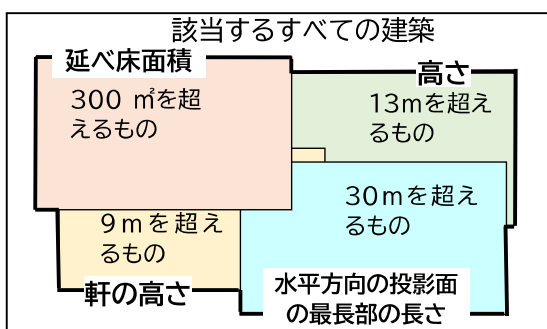 該当するすべての建築
延べ床面積
300 ㎡を超
えるもの
高さ
13mを超え
るもの
9mを超え
るもの
軒の高さ
30mを超え
るもの
水平方向の投影面
の最長部の長さ